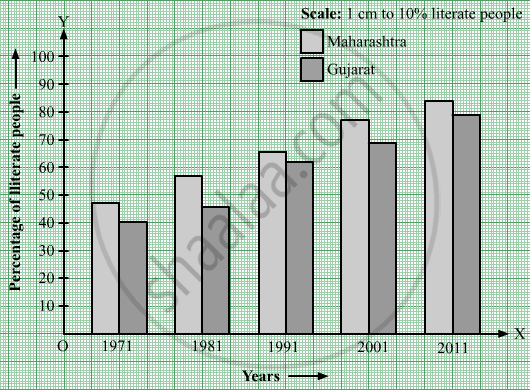 Scale: 1 cm to 10% literate people
Maharashtra
Gujarat
Y
100
90
80
70
60
50
40
30
20
10
Percentage of lliterate people
O
1971
1981
1991
2001
2011
X
Years
shaalaa.com